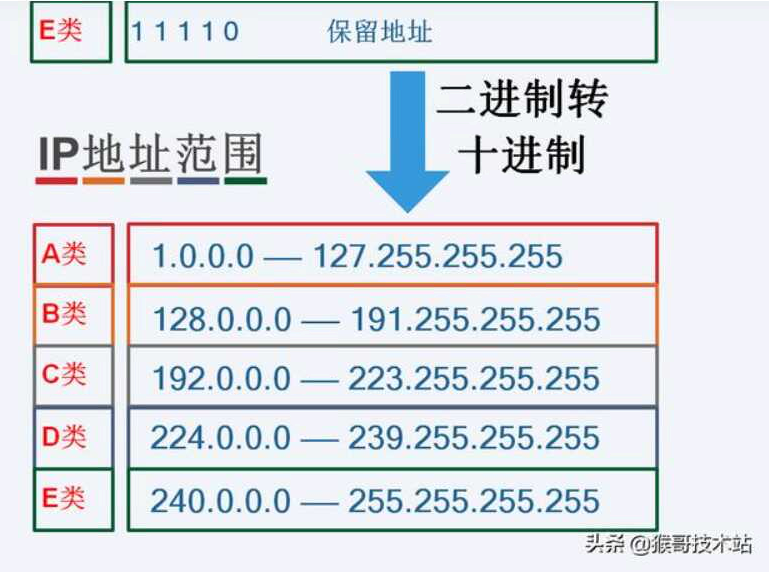 E类 1 1 1 1 0 保留地址
二进制转
十进制
IP地址范围
A类 1.0.0.0 — 127.255.255.255
B类 128.0.0.0 — 191.255.255.255
C类 192.0.0.0 — 223.255.255.255
D类 224.0.0.0 — 239.255.255.255
E类 240.0.0.0 — 255.255.255.255
头条 @猴哥技术站